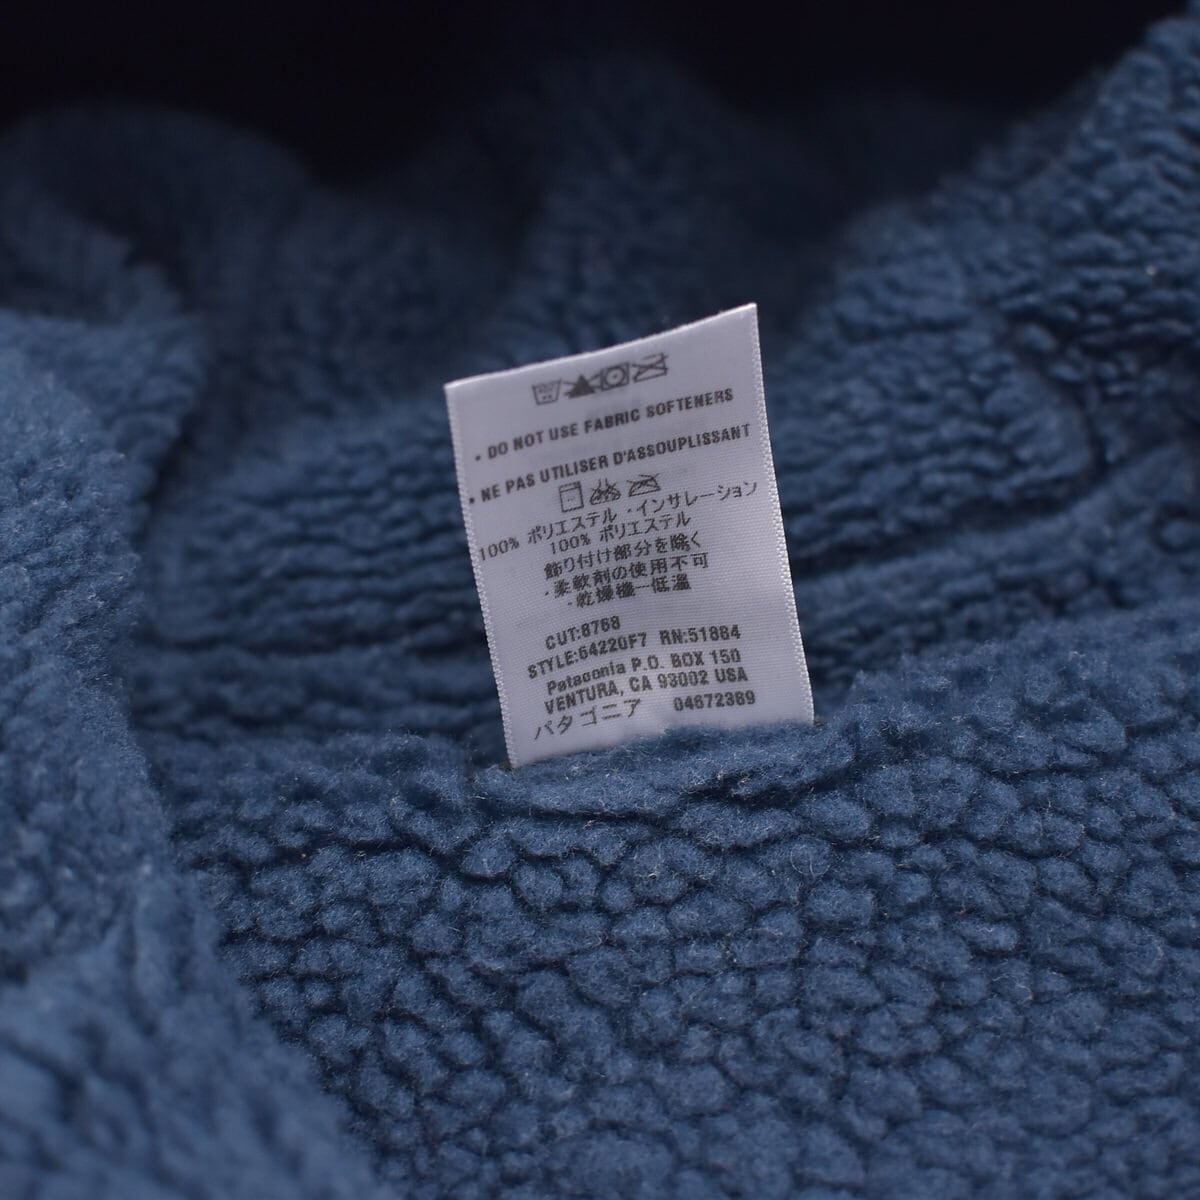 • DO NOT USE FABRIC SOFTENERS
• NE PAS UTILISER D'ASSOUPLISSANT
100% ポリエステル・インサレーション
100% ポリエステル
飾り付け部分を除く
・柔軟剤の使用不可
・乾燥機ー低温
CUT:8768
STYLE:64220F7 RN:51884
Patagonia P.O. BOX 150
VENTURA, CA 93002 USA
パタゴニア 04672389